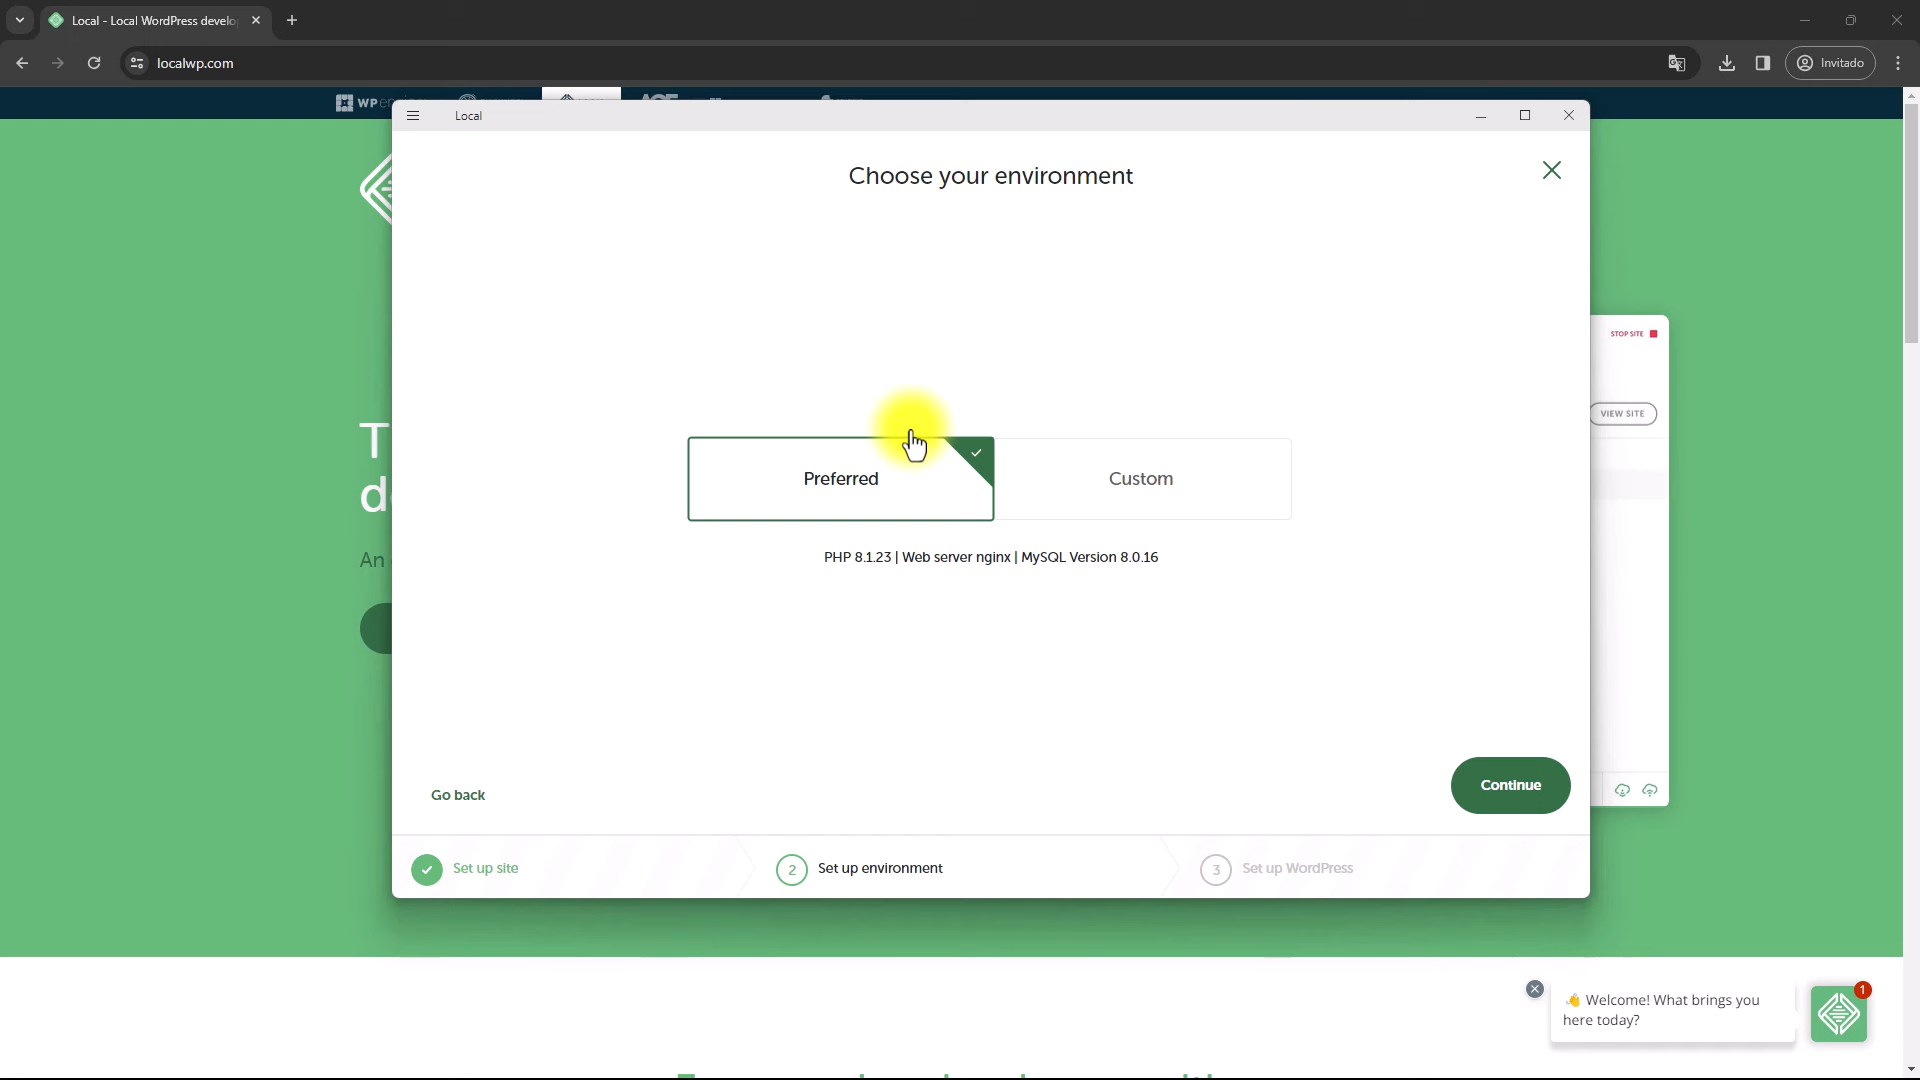 Local - Local WordPress develo
localwp.com
Invitado
WP
Local
Choose your environment
STOP SITE
VIEW SITE
T
d
An
Preferred
Custom
PHP 8.1.23 | Web server nginx | MySQL Version 8.0.16
Go back
Continue
Set up site
2 Set up environment
3 Set up WordPress
👋 Welcome! What brings you
here today?
1